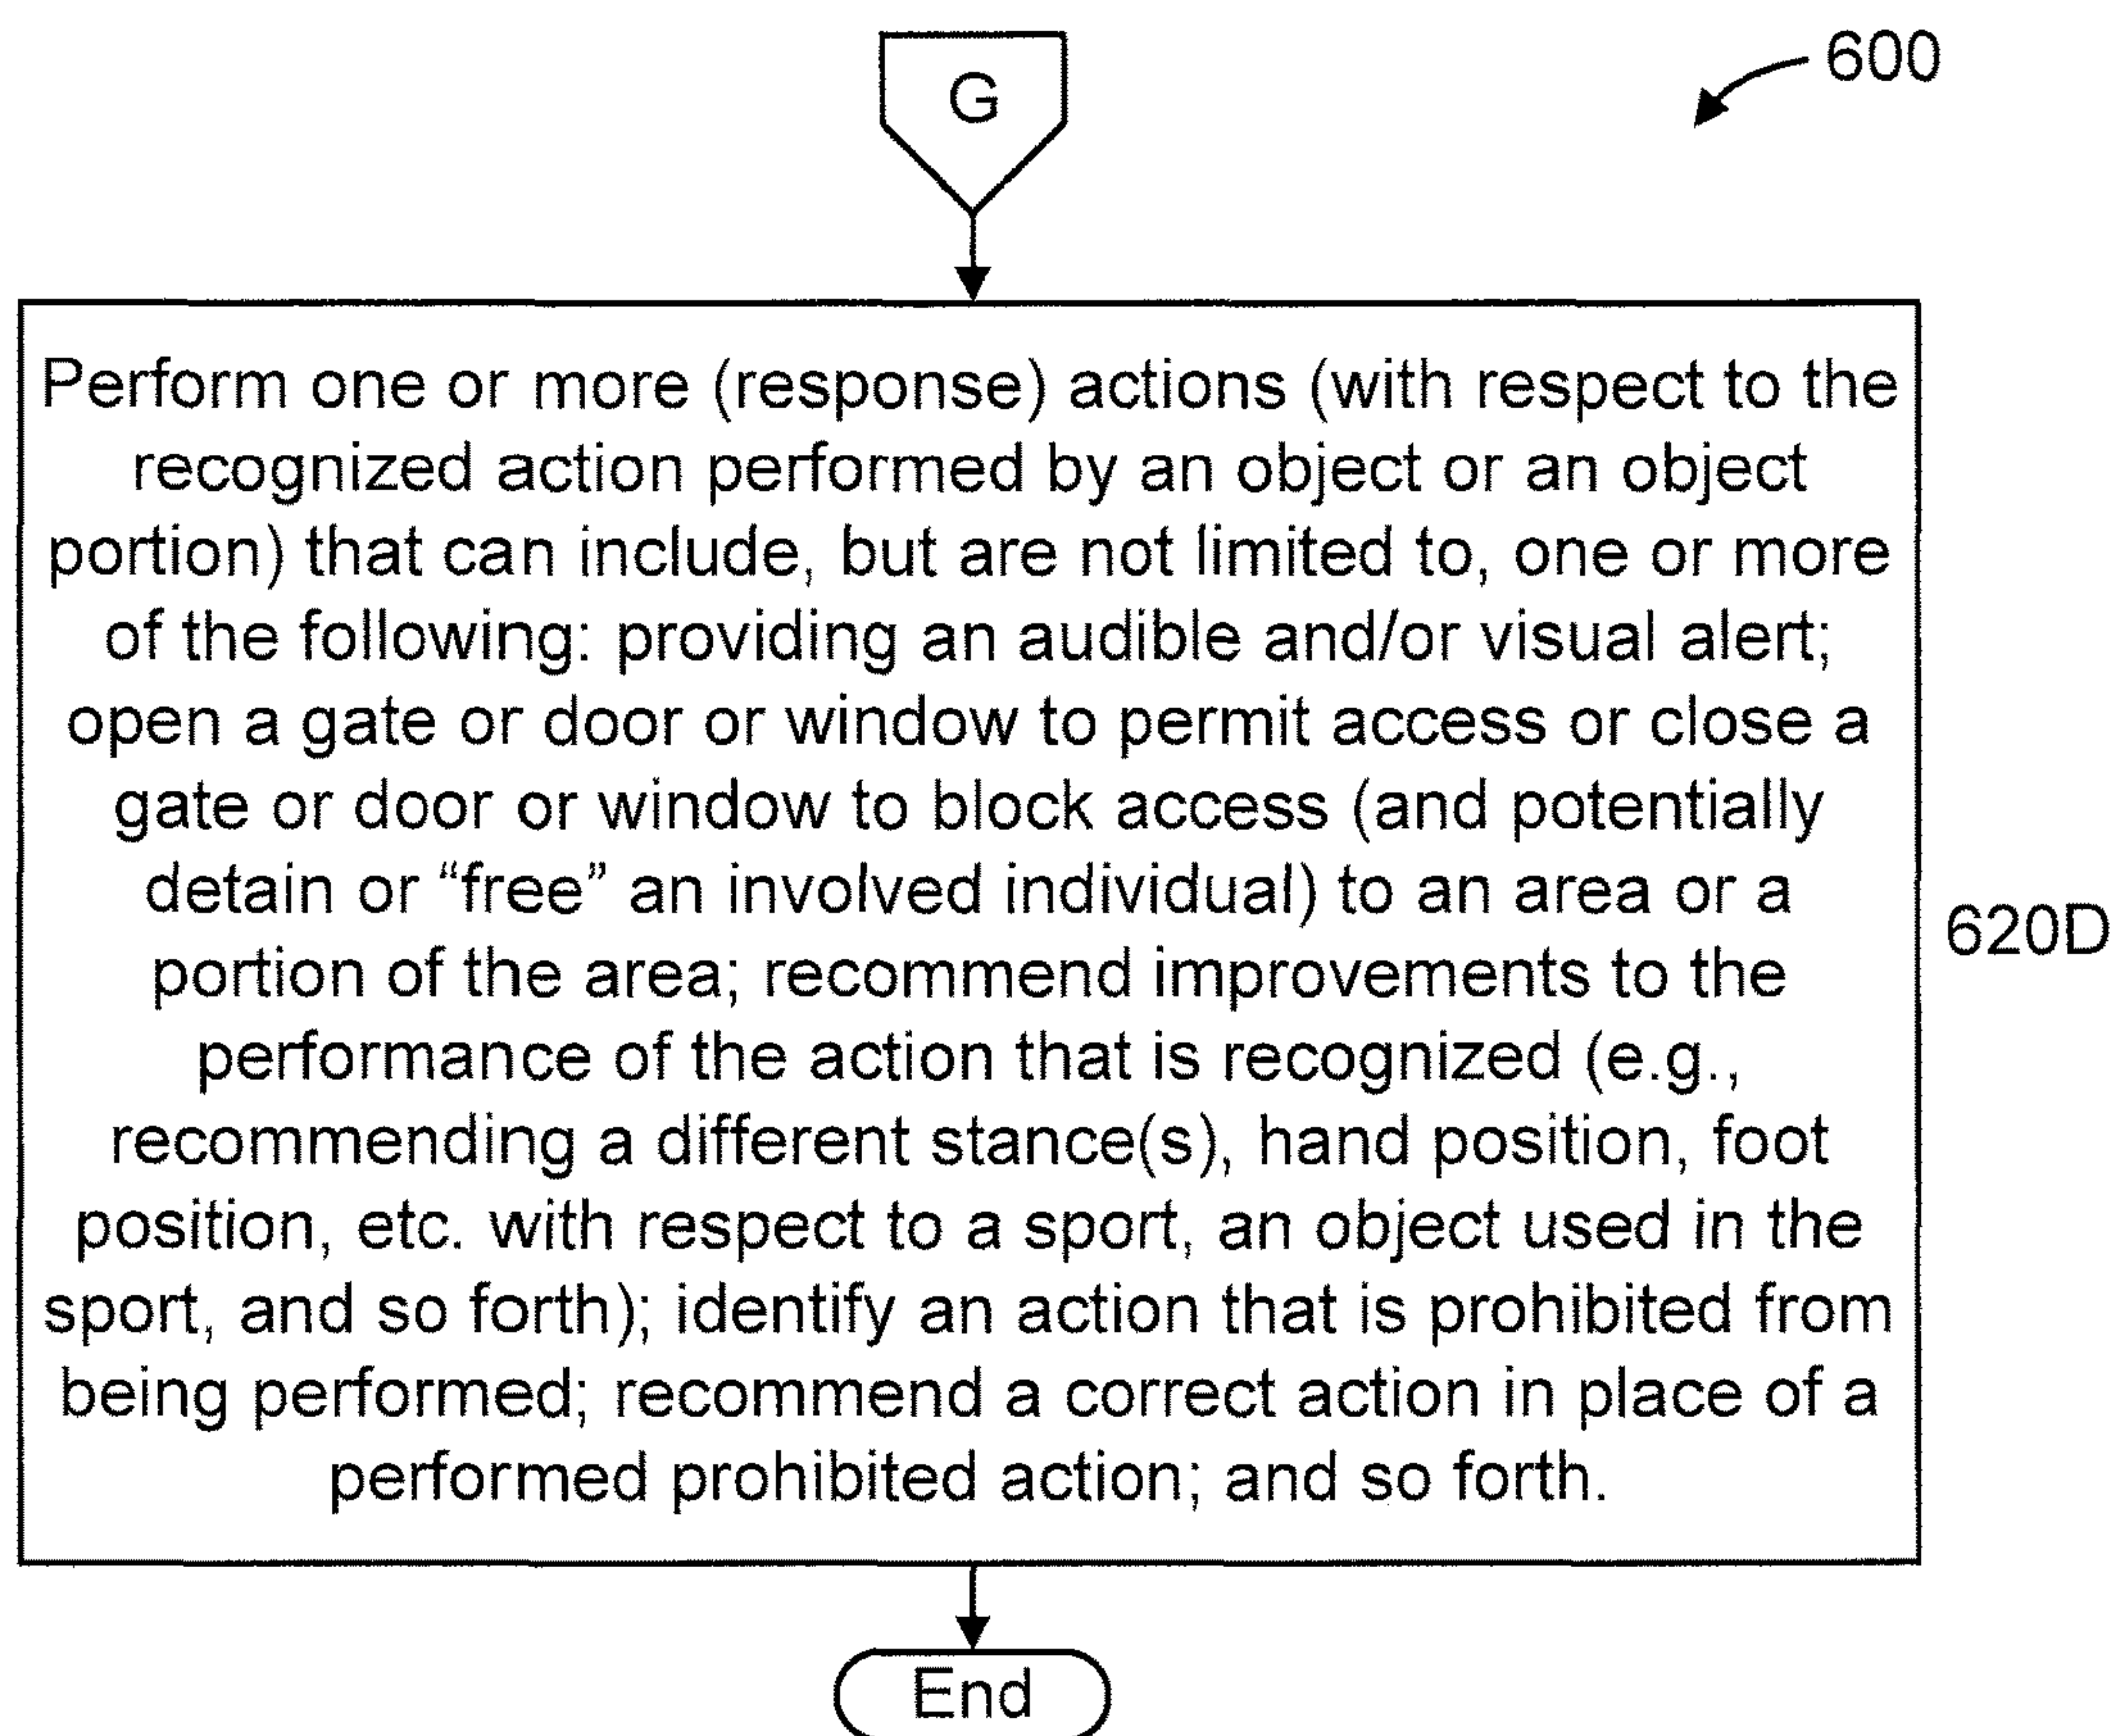 G
600
Perform one or more (response) actions (with respect to the
recognized action performed by an object or an object
portion) that can include, but are not limited to, one or more
of the following: providing an audible and/or visual alert;
open a gate or door or window to permit access or close a
gate or door or window to block access (and potentially
detain or “free” an involved individual) to an area or a
portion of the area; recommend improvements to the
performance of the action that is recognized (e.g.,
recommending a different stance(s), hand position, foot
position, etc. with respect to a sport, an object used in the
sport, and so forth); identify an action that is prohibited from
being performed; recommend a correct action in place of a
performed prohibited action; and so forth.
620D
End